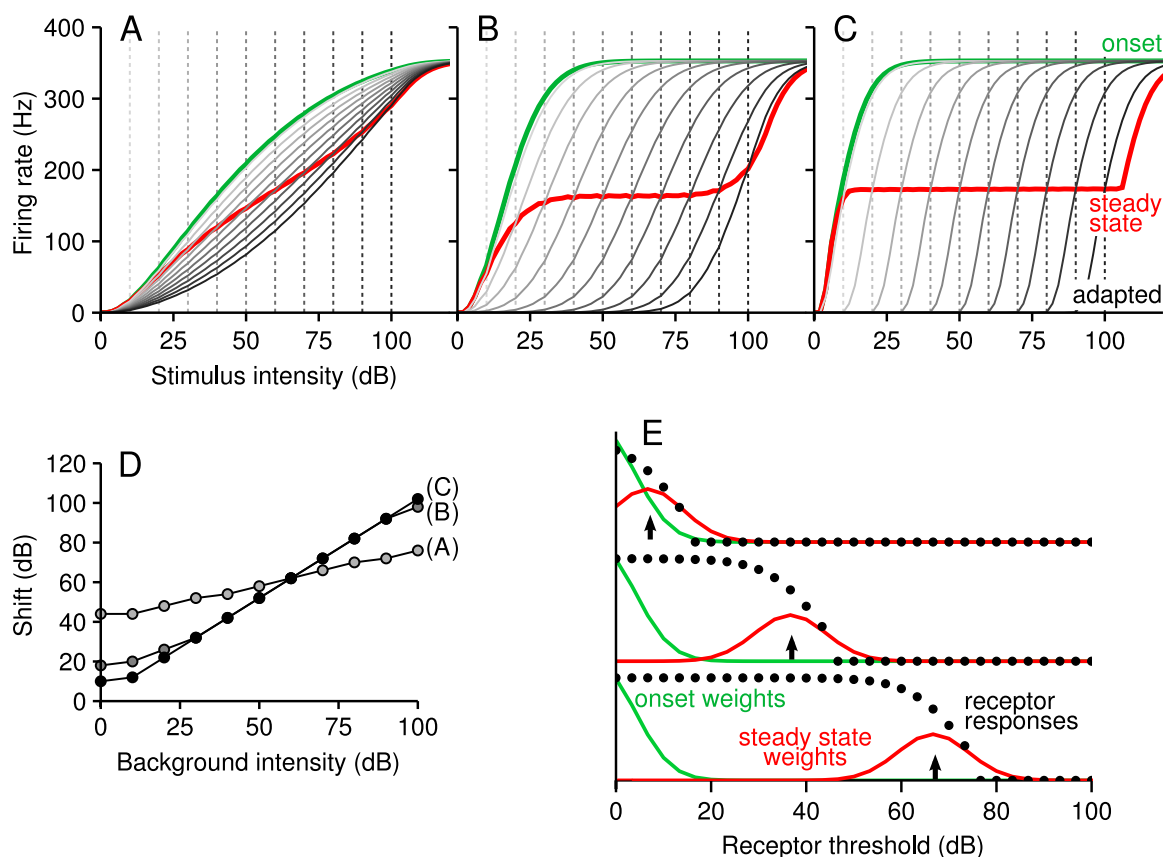 A
B
C
400
300
200
100
0
Firing rate (Hz)
onset
steady
state
adapted
0 25 50 75 100
0 25 50 75 100
0 25 50 75 100
Stimulus intensity (dB)
Stimulus intensity (dB)
D
120
100
80
60
40
20
0
Shift (dB)
(C)
(B)
(A)
0 25 50 75 100
Background intensity (dB)
E
onset weights
receptor
responses
steady state
weights
0 20 40 60 80 100
Receptor threshold (dB)